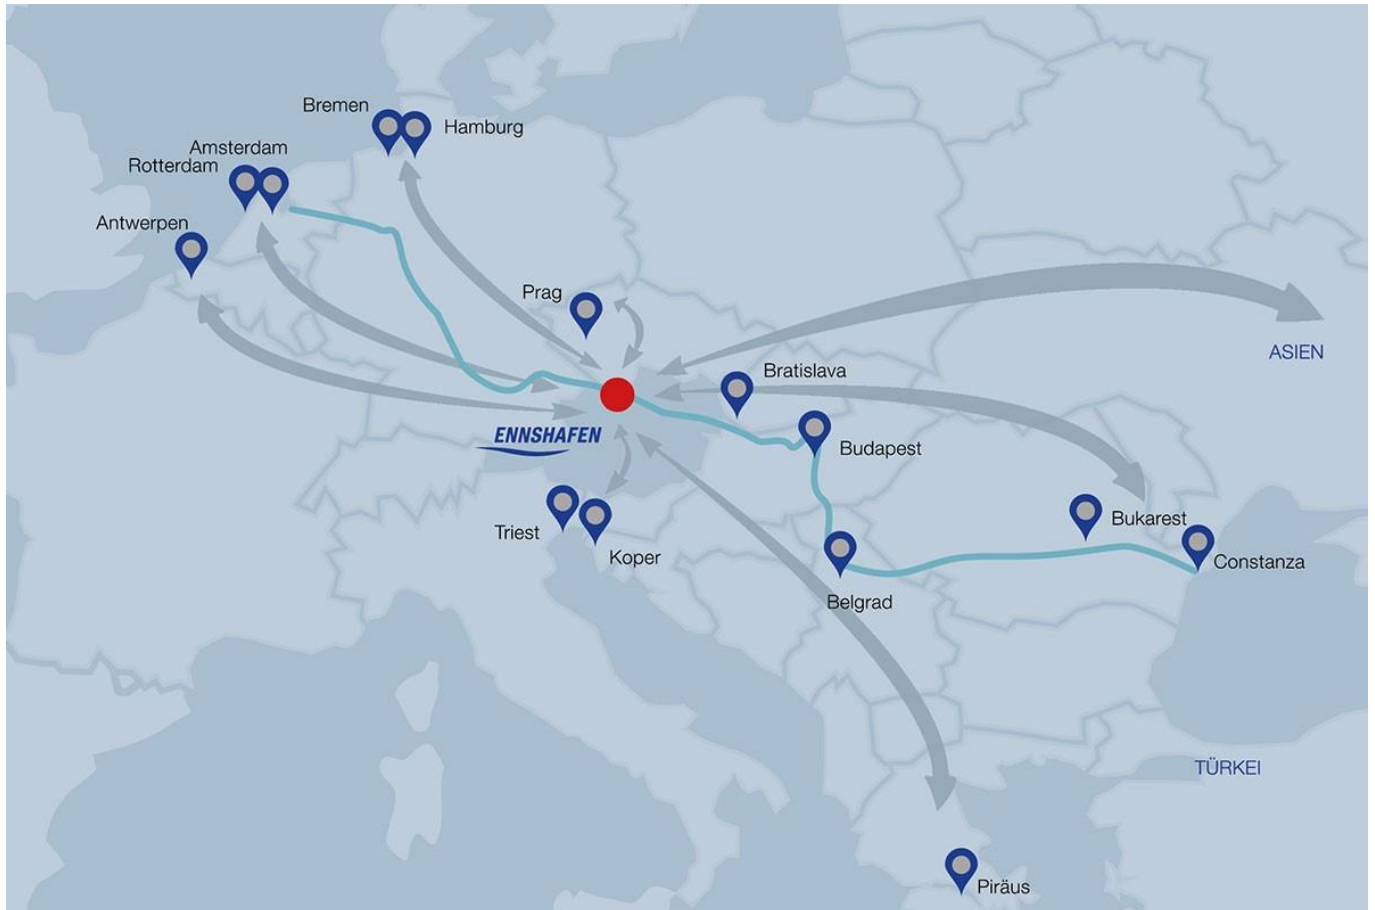 Bremen
Hamburg
Amsterdam
Rotterdam
Antwerpen
Prag
ASIEN
Bratislava
ENNSHAFEN
Budapest
Triest
Koper
Bukarest
Constanza
Belgrad
TÜRKEI
Piräus